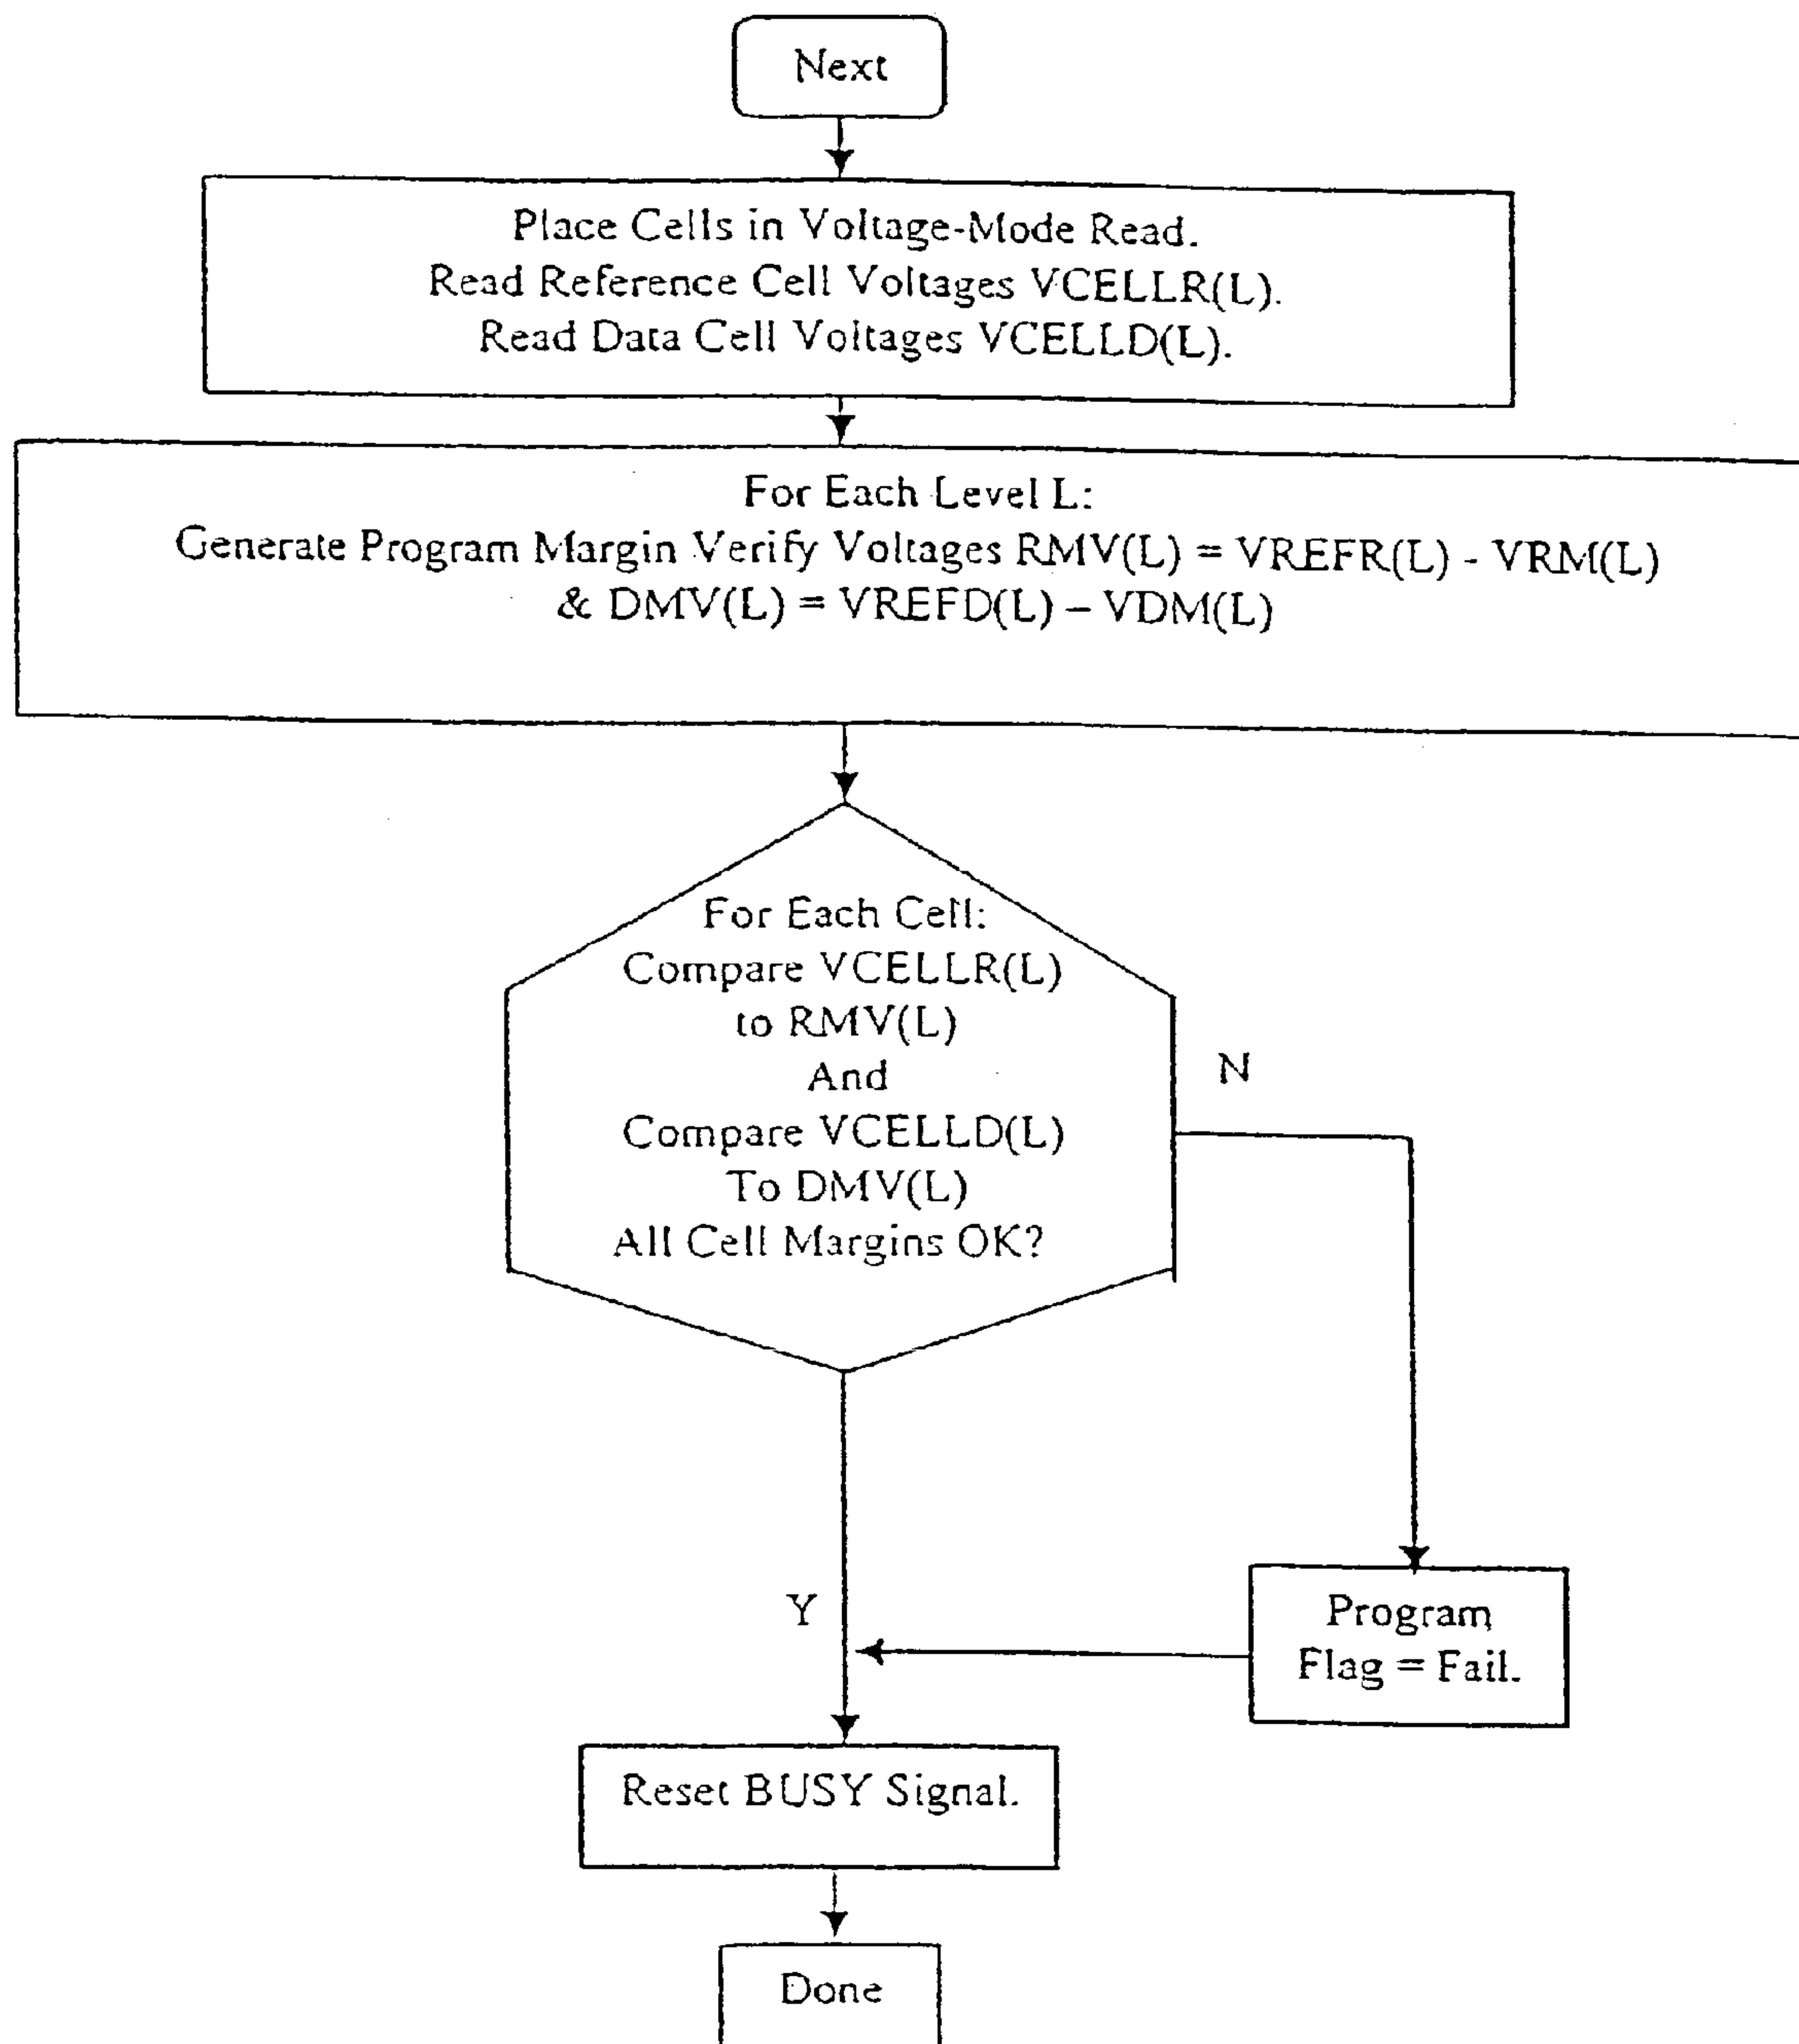 Next
Place Cells in Voltage-Mode Read.
Read Reference Cell Voltages VCELLR(L).
Read Data Cell Voltages VCELLD(L).
For Each Level L:
Generate Program Margin Verify Voltages RMV(L) = VREFR(L) - VRM(L)
& DMV(L) = VREFD(L) – VDM(L)
For Each Cell:
Compare VCELLR(L)
to RMV(L)
And
Compare VCELLD(L)
To DMV(L)
All Cell Margins OK?
N
Y
Program
Flag = Fail.
Reset BUSY Signal.
Done